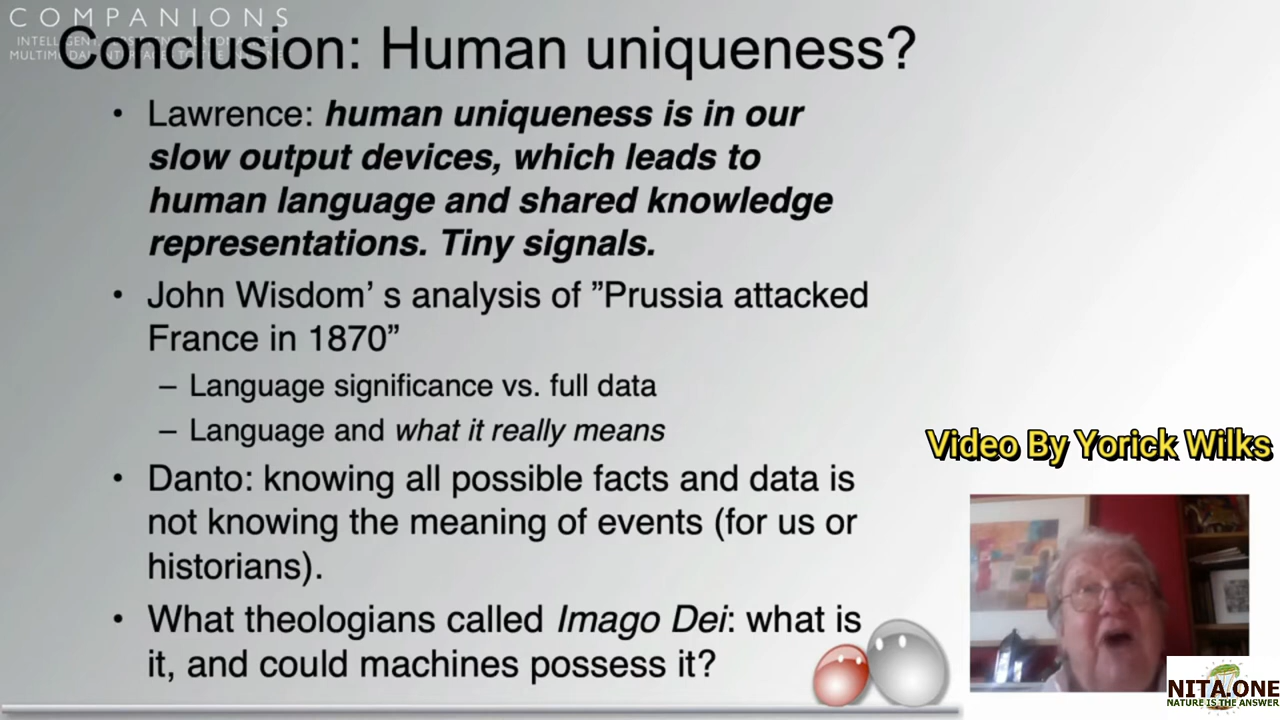 COMPANIONS
Conclusion: Human uniqueness?
• Lawrence: human uniqueness is in our
slow output devices, which leads to
human language and shared knowledge
representations. Tiny signals.
• John Wisdom’ s analysis of ”Prussia attacked
France in 1870”
– Language significance vs. full data
– Language and what it really means
• Danto: knowing all possible facts and data is
not knowing the meaning of events (for us or
historians).
• What theologians called Imago Dei: what is
it, and could machines possess it?
Video By Yorick Wilks
NITA.ONE
NATURE IS THE ANSWER